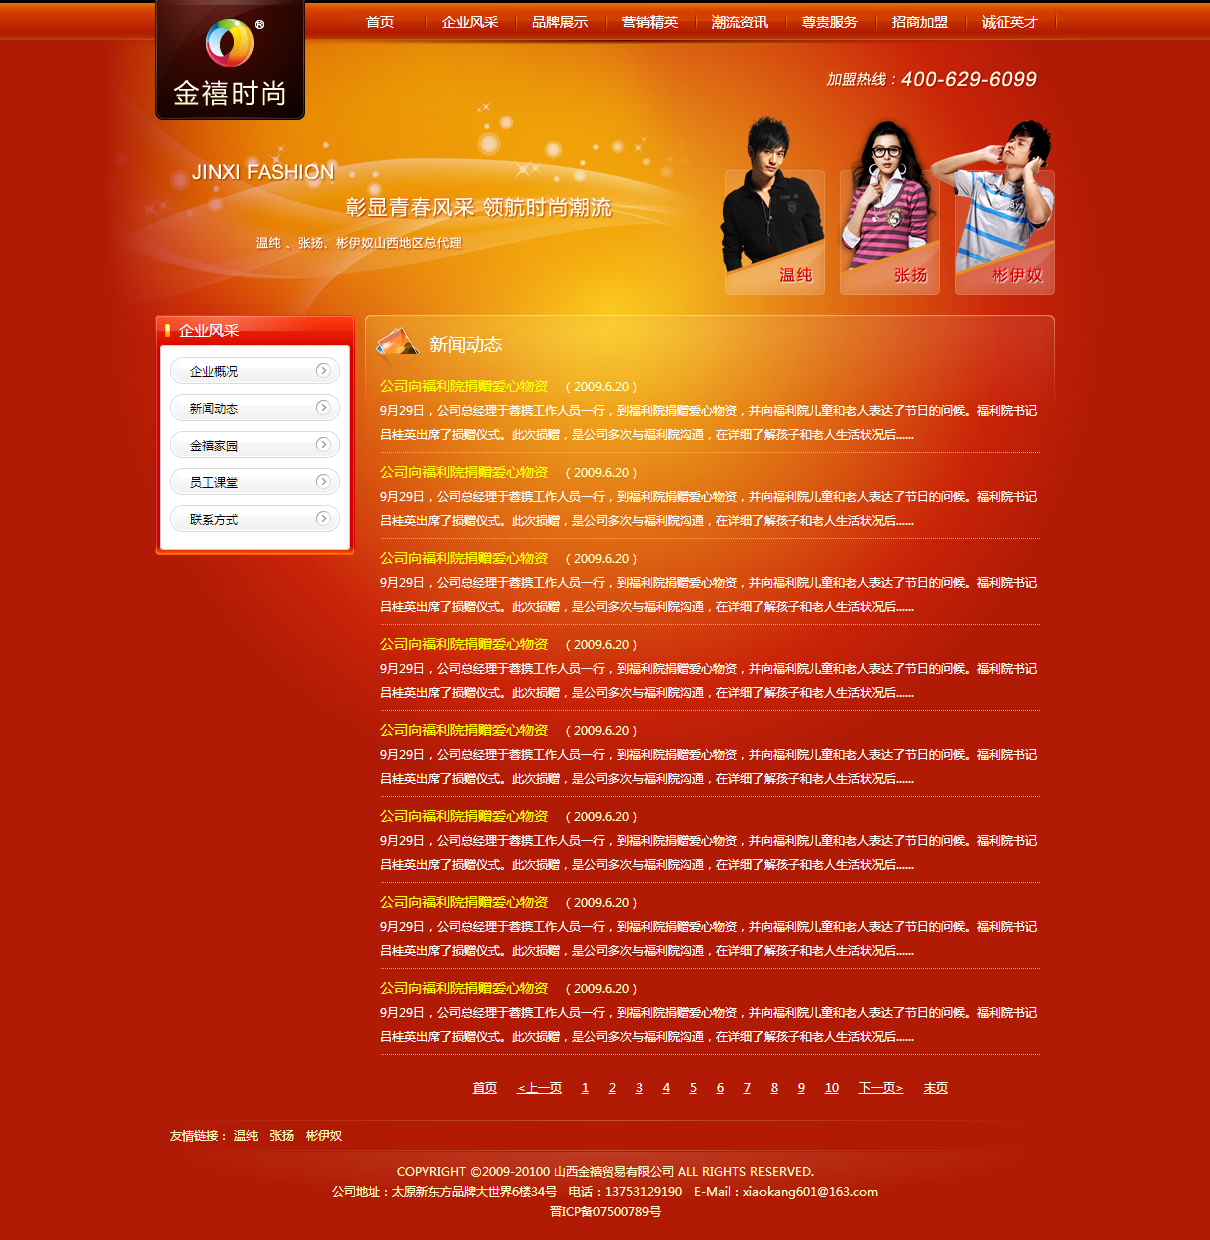 首页 企业风采 品牌展示 营销精英 潮流资讯 尊贵服务 招商加盟 诚征英才
®
金禧时尚
加盟热线：400-629-6099
JINXI FASHION
彰显青春风采 领航时尚潮流
温纯 、张扬、彬伊奴山西地区总代理
温纯 张扬 彬伊奴
企业风采
企业概况
新闻动态
金禧家园
员工课堂
联系方式
新闻动态
公司向福利院捐赠爱心物资 （2009.6.20）
9月29日，公司总经理于蓉携工作人员一行，到福利院捐赠爱心物资，并向福利院儿童和老人表达了节日的问候。福利院书记
吕桂英出席了损赠仪式。此次损赠，是公司多次与福利院沟通，在详细了解孩子和老人生活状况后......
公司向福利院捐赠爱心物资 （2009.6.20）
9月29日，公司总经理于蓉携工作人员一行，到福利院捐赠爱心物资，并向福利院儿童和老人表达了节日的问候。福利院书记
吕桂英出席了损赠仪式。此次损赠，是公司多次与福利院沟通，在详细了解孩子和老人生活状况后......
公司向福利院捐赠爱心物资 （2009.6.20）
9月29日，公司总经理于蓉携工作人员一行，到福利院捐赠爱心物资，并向福利院儿童和老人表达了节日的问候。福利院书记
吕桂英出席了损赠仪式。此次损赠，是公司多次与福利院沟通，在详细了解孩子和老人生活状况后......
公司向福利院捐赠爱心物资 （2009.6.20）
9月29日，公司总经理于蓉携工作人员一行，到福利院捐赠爱心物资，并向福利院儿童和老人表达了节日的问候。福利院书记
吕桂英出席了损赠仪式。此次损赠，是公司多次与福利院沟通，在详细了解孩子和老人生活状况后......
公司向福利院捐赠爱心物资 （2009.6.20）
9月29日，公司总经理于蓉携工作人员一行，到福利院捐赠爱心物资，并向福利院儿童和老人表达了节日的问候。福利院书记
吕桂英出席了损赠仪式。此次损赠，是公司多次与福利院沟通，在详细了解孩子和老人生活状况后......
公司向福利院捐赠爱心物资 （2009.6.20）
9月29日，公司总经理于蓉携工作人员一行，到福利院捐赠爱心物资，并向福利院儿童和老人表达了节日的问候。福利院书记
吕桂英出席了损赠仪式。此次损赠，是公司多次与福利院沟通，在详细了解孩子和老人生活状况后......
公司向福利院捐赠爱心物资 （2009.6.20）
9月29日，公司总经理于蓉携工作人员一行，到福利院捐赠爱心物资，并向福利院儿童和老人表达了节日的问候。福利院书记
吕桂英出席了损赠仪式。此次损赠，是公司多次与福利院沟通，在详细了解孩子和老人生活状况后......
公司向福利院捐赠爱心物资 （2009.6.20）
9月29日，公司总经理于蓉携工作人员一行，到福利院捐赠爱心物资，并向福利院儿童和老人表达了节日的问候。福利院书记
吕桂英出席了损赠仪式。此次损赠，是公司多次与福利院沟通，在详细了解孩子和老人生活状况后......
首页 <上一页 1 2 3 4 5 6 7 8 9 10 下一页> 末页
友情链接： 温纯 张扬 彬伊奴
COPYRIGHT ©2009-20100 山西金禧贸易有限公司 ALL RIGHTS RESERVED.
公司地址：太原新东方品牌大世界6楼34号 电话：13753129190 E-Mail：xiaokang601@163.com
晋ICP备07500789号